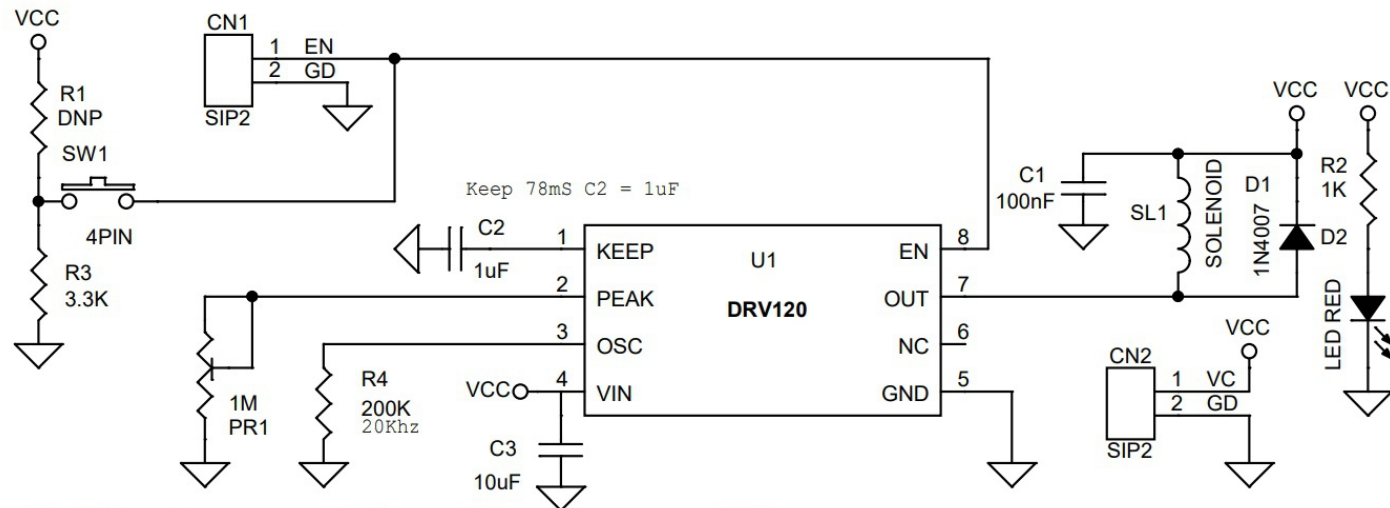 VCC
R1
DNP
SW1
4PIN
R3
3.3K
CN1
1 EN
2 GD
SIP2
Keep 78mS C2 = 1uF
C2
1uF
1M
PR1
R4
200K
20Khz
VCC
C3
10uF
1
2
3
4
KEEP
PEAK
OSC
VIN
U1
DRV120
EN
OUT
NC
GND
8
7
6
5
C1
100nF
SL1
SOLENOID
VCC
D1
1N4007
VCC
R2
1K
D2
LED RED
CN2
1 VC
2 GD
SIP2
VCC